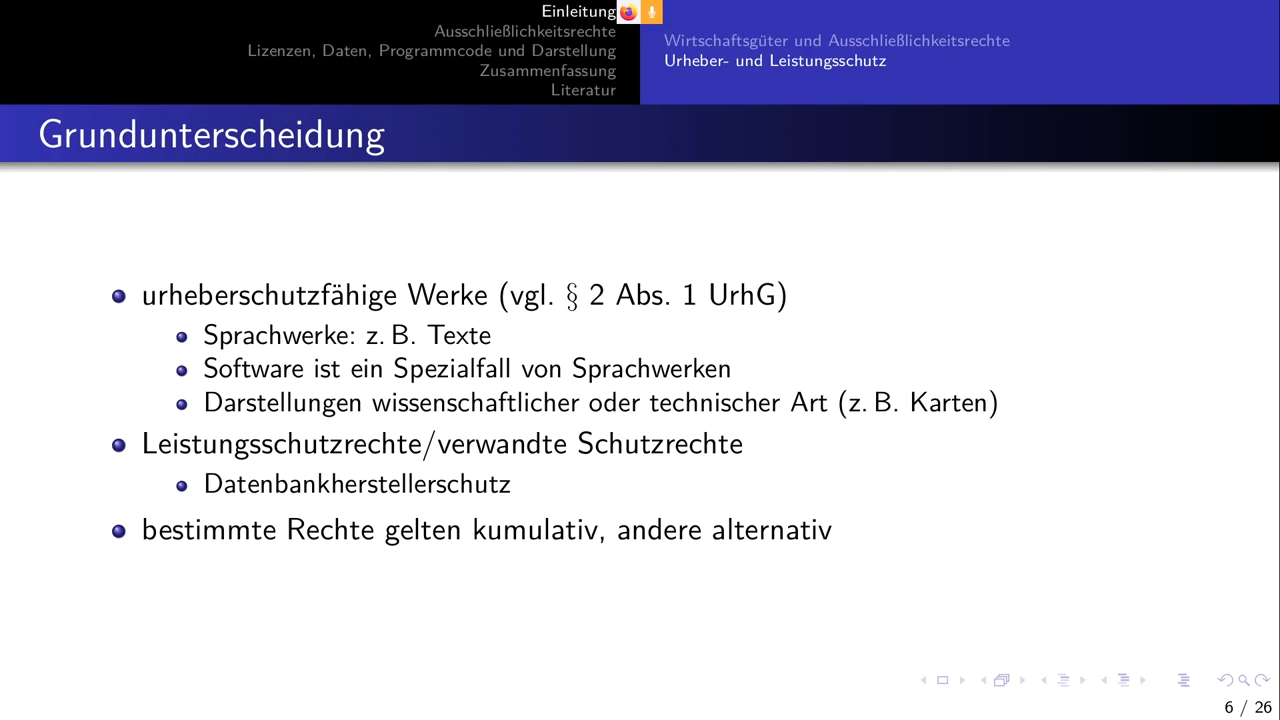 Einleitung
Ausschließlichkeitsrechte
Lizenzen, Daten, Programmcode und Darstellung
Zusammenfassung
Literatur
Wirtschaftsgüter und Ausschließlichkeitsrechte
Urheber- und Leistungsschutz
Grundunterscheidung
urheberschutzfähige Werke (vgl. § 2 Abs. 1 UrhG)
Sprachwerke: z. B. Texte
Software ist ein Spezialfall von Sprachwerken
Darstellungen wissenschaftlicher oder technischer Art (z. B. Karten)
Leistungsschutzrechte/verwandte Schutzrechte
Datenbankherstellerschutz
bestimmte Rechte gelten kumulativ, andere alternativ
6 / 26